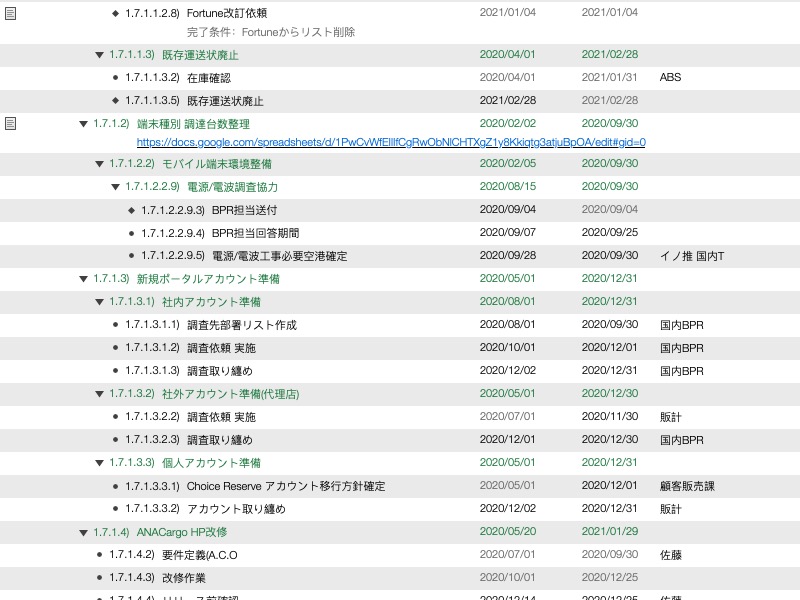 1.7.1.1.2.8) Fortune改訂依頼 2021/01/04 2021/01/04
完了条件: Fortuneからリスト削除
1.7.1.1.3) 既存運送状廃止 2020/04/01 2021/02/28
1.7.1.1.3.2) 在庫確認 2020/04/01 2021/01/31 ABS
1.7.1.1.3.5) 既存運送状廃止 2021/02/28 2021/02/28
1.7.1.2) 端末種別 調達台数整理 2020/02/02 2020/09/30
1.7.1.2.2) モバイル端末環境整備 2020/02/05 2020/09/30
1.7.1.2.2.9) 電源/電波調査協力 2020/08/15 2020/09/30
1.7.1.2.2.9.3) BPR担当送付 2020/09/04 2020/09/04
1.7.1.2.2.9.4) BPR担当回答期間 2020/09/07 2020/09/25
1.7.1.2.2.9.5) 電源/電波工事必要空港確定 2020/09/28 2020/09/30 イノ推 国内T
1.7.1.3) 新規ポータルアカウント準備 2020/05/01 2020/12/31
1.7.1.3.1) 社内アカウント準備 2020/08/01 2020/12/31
1.7.1.3.1.1) 調査先部署リスト作成 2020/08/01 2020/09/30 国内BPR
1.7.1.3.1.2) 調査依頼 実施 2020/10/01 2020/12/01 国内BPR
1.7.1.3.1.3) 調査取り纏め 2020/12/02 2020/12/31 国内BPR
1.7.1.3.2) 社外アカウント準備(代理店) 2020/05/01 2020/12/30
1.7.1.3.2.2) 調査依頼 実施 2020/07/01 2020/11/30 販計
1.7.1.3.2.3) 調査取り纏め 2020/12/01 2020/12/30 国内BPR
1.7.1.3.3) 個人アカウント準備 2020/05/01 2020/12/31
1.7.1.3.3.1) Choice Reserve アカウント移行方針確定 2020/05/01 2020/12/01 顧客販売課
1.7.1.3.3.2) アカウント取り纏め 2020/12/02 2020/12/31 販計
1.7.1.4) ANACargo HP改修 2020/05/20 2021/01/29
1.7.1.4.2) 要件定義(A.C.O 2020/07/01 2020/09/30 佐藤
1.7.1.4.3) 改修作業 2020/10/01 2020/12/25